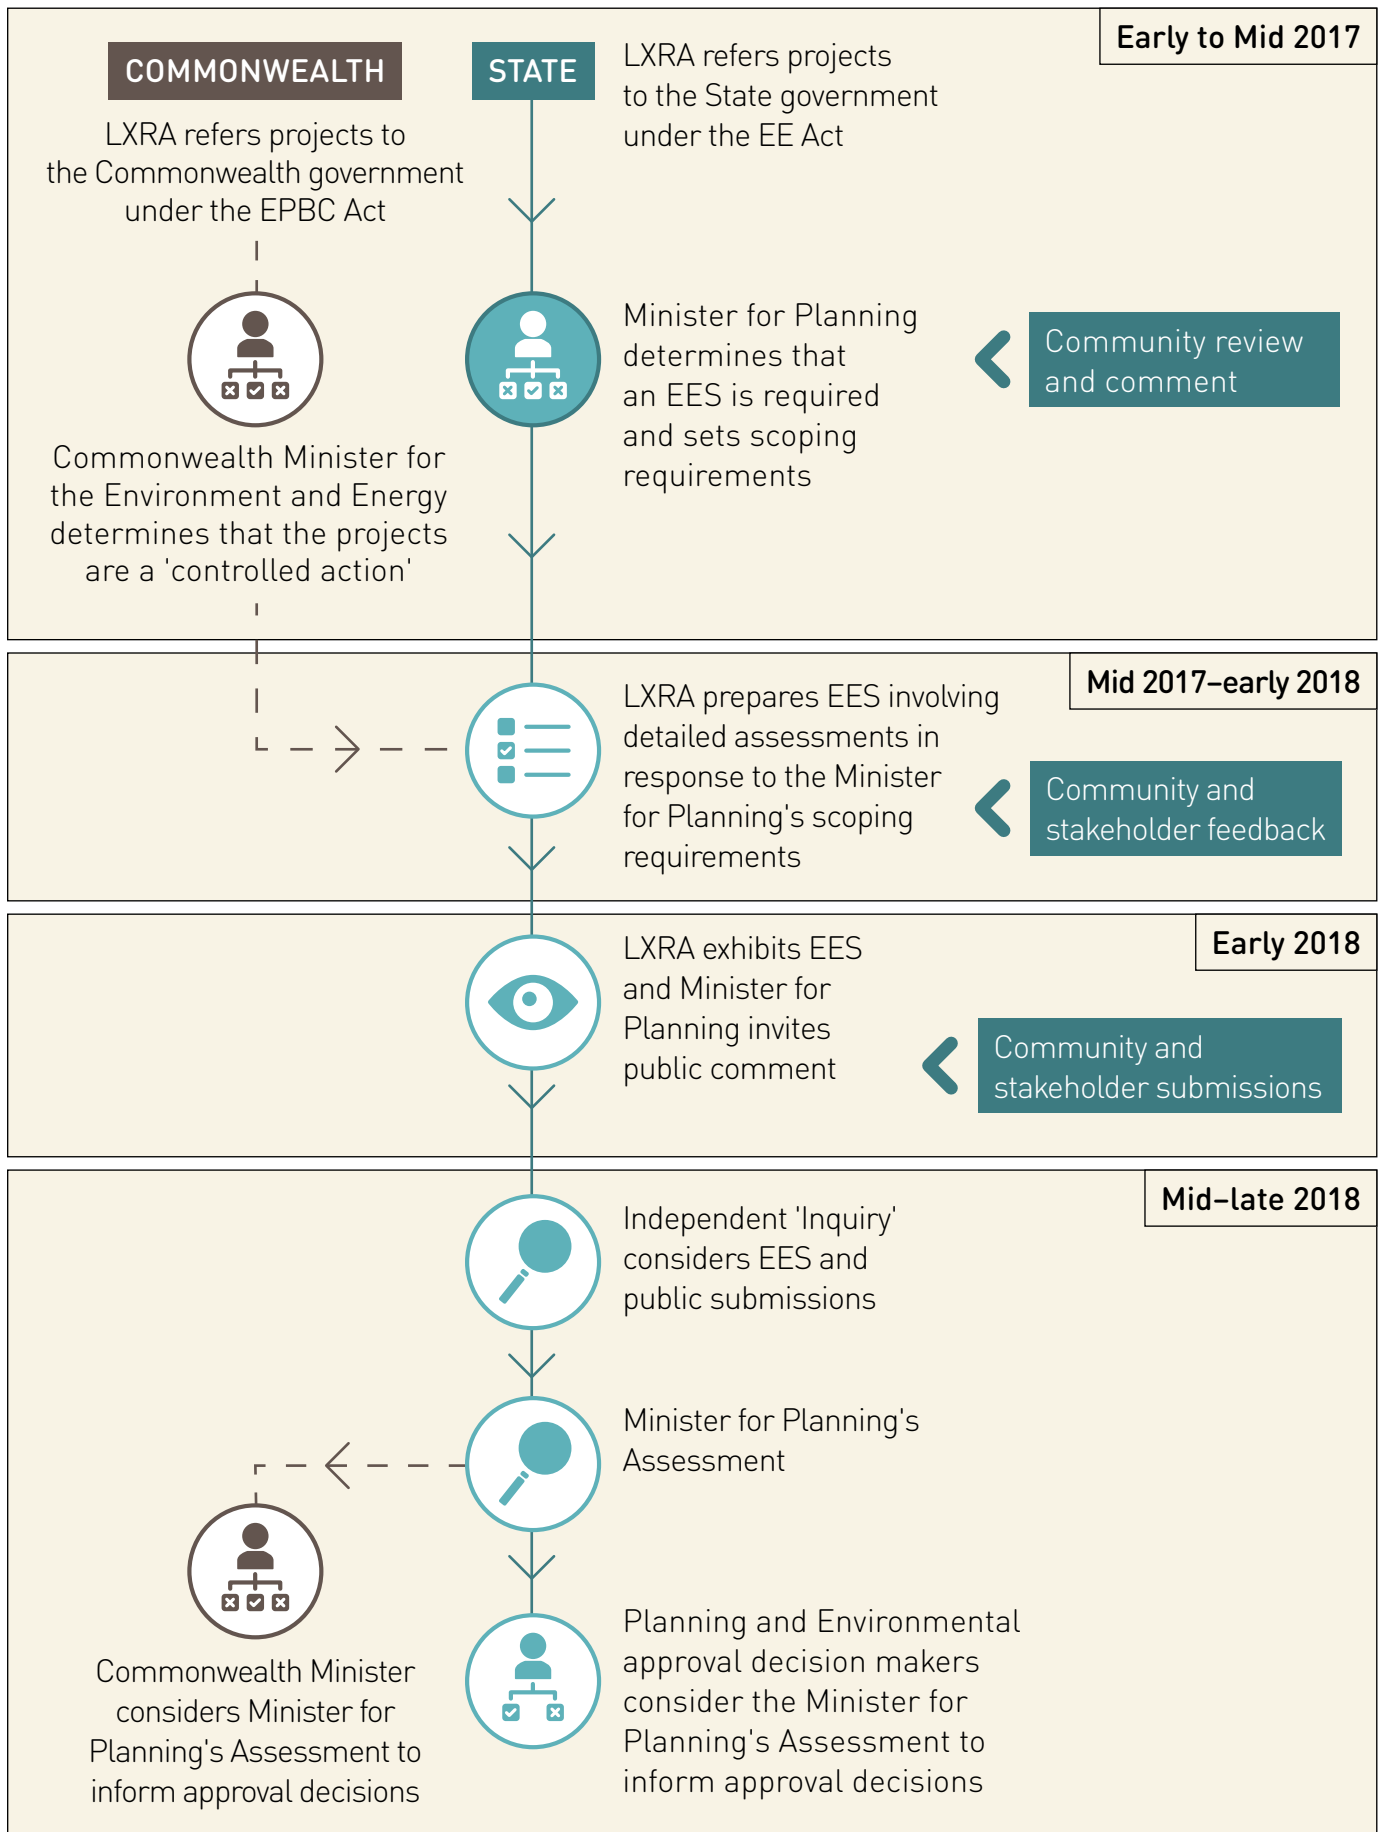 Early to Mid 2017
COMMONWEALTH
LXRA refers projects to
the Commonwealth government
under the EPBC Act
STATE
LXRA refers projects
to the State government
under the EE Act
Commonwealth Minister for
the Environment and Energy
determines that the projects
are a 'controlled action'
Minister for Planning
determines that
an EES is required
and sets scoping
requirements
Community review
and comment
Mid 2017–early 2018
LXRA prepares EES involving
detailed assessments in
response to the Minister
for Planning's scoping
requirements
Community and
stakeholder feedback
Early 2018
LXRA exhibits EES
and Minister for
Planning invites
public comment
Community and
stakeholder submissions
Mid–late 2018
Independent 'Inquiry'
considers EES and
public submissions
Minister for Planning's
Assessment
Commonwealth Minister
considers Minister for
Planning's Assessment to
inform approval decisions
Planning and Environmental
approval decision makers
consider the Minister for
Planning's Assessment to
inform approval decisions